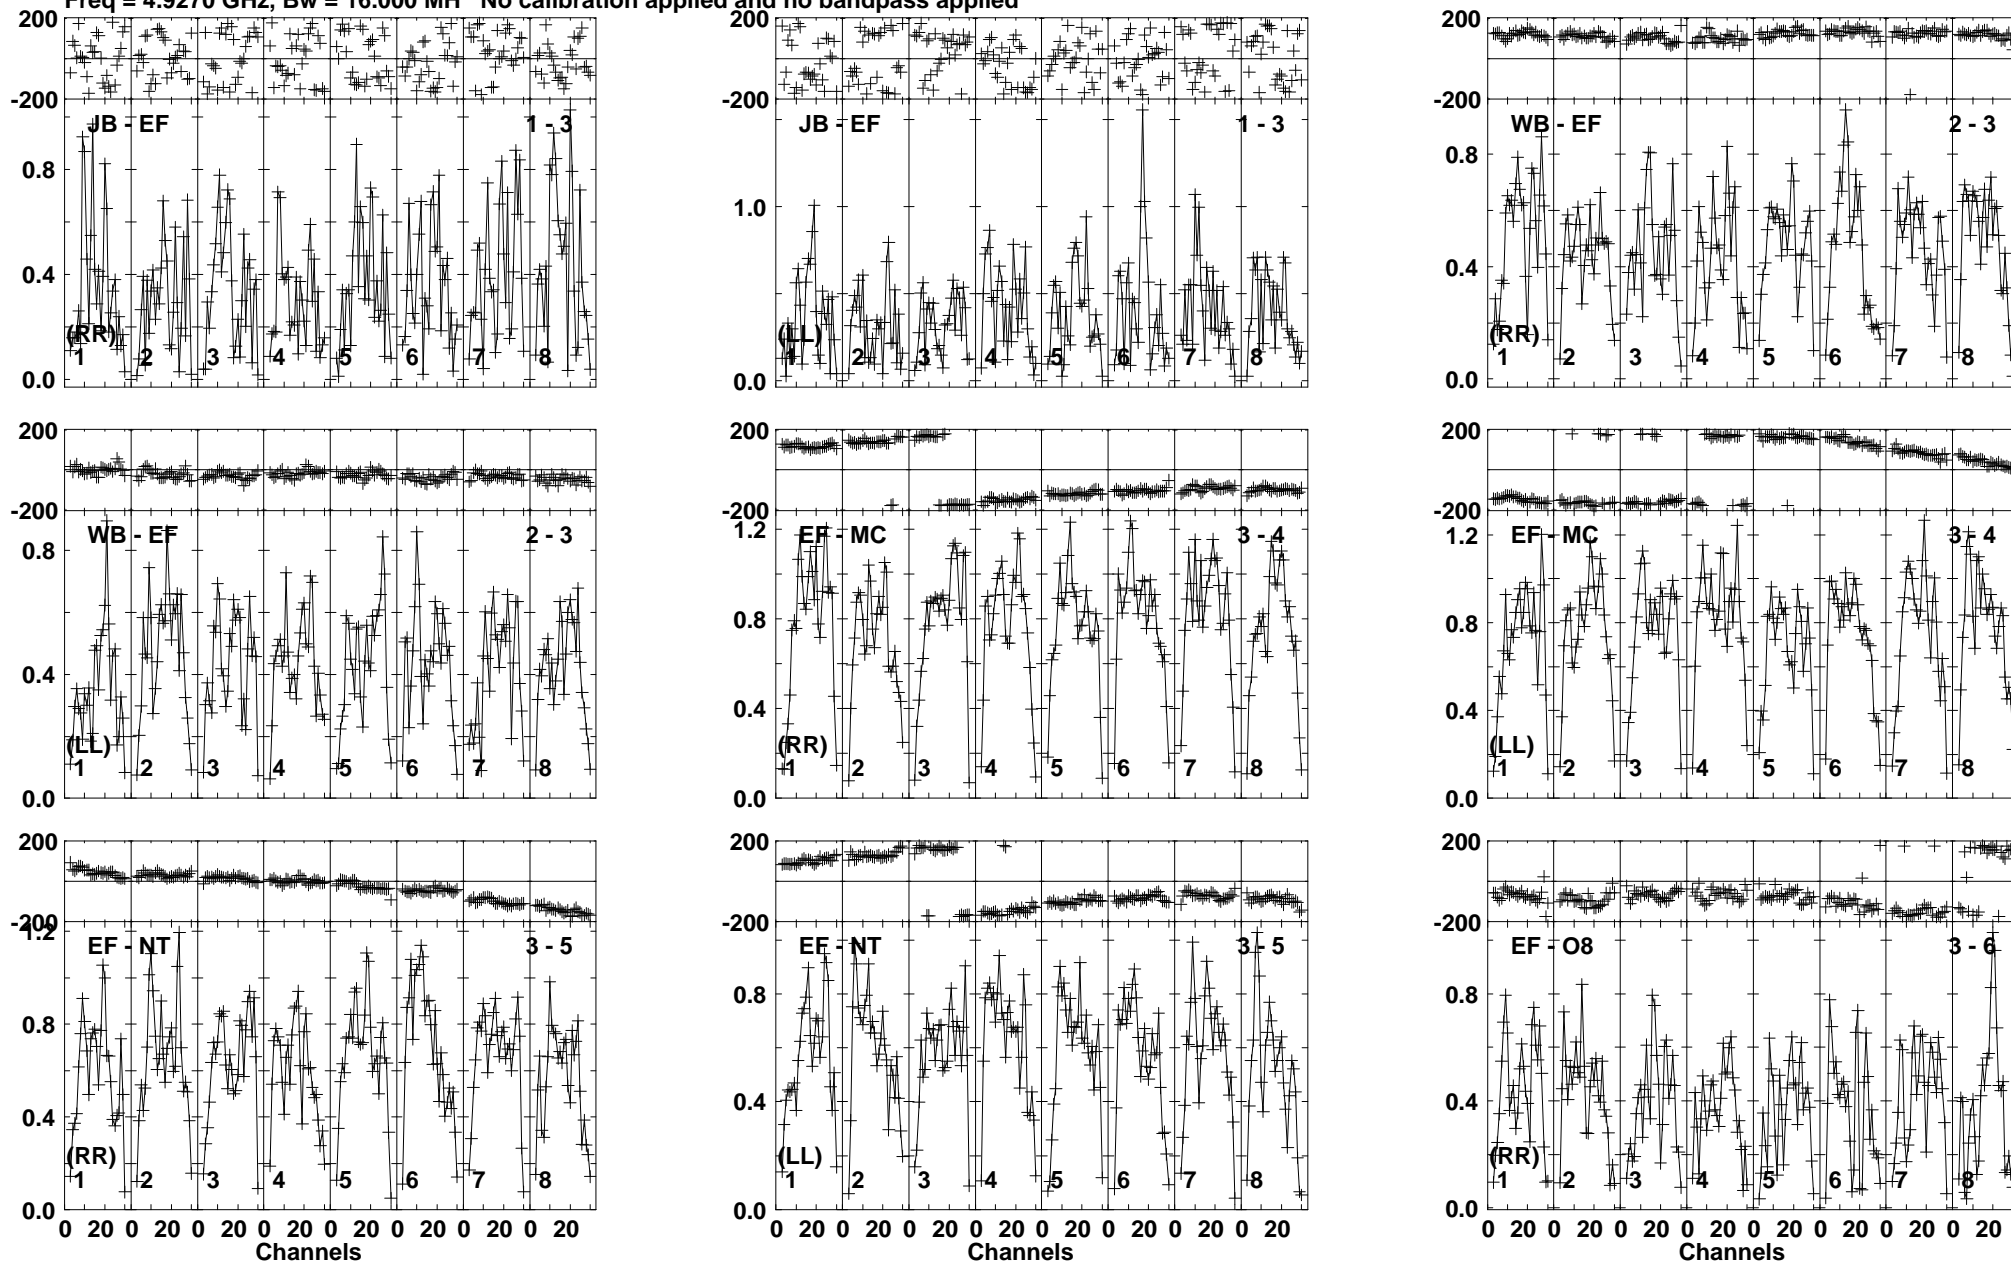 Freq = 4.9270 GHz, Bw = 16.000 MH No calibration applied and no bandpass applied
200 200 200
-200 -200 -200
JB - EF 1 - 3 JB - EF 1 - 3 WB - EF 2 - 3
0.8 1.0 0.8
0.4 0.4
(RR) (LL) (RR)
1 2 3 4 5 6 7 8 1 2 3 4 5 6 7 8 1 2 3 4 5 6 7 8
0.0 0.0 0.0
200 200 200
-200 -200 -200
WB - EF 2 - 3 EF - MC 3 - 4 EF - MC 3 - 4
0.8 1.2 1.2
0.8 0.8
0.4 0.4 0.4
(LL) (RR) (LL)
1 2 3 4 5 6 7 8 1 2 3 4 5 6 7 8 1 2 3 4 5 6 7 8
0.0 0.0 0.0
200 200 200
-200 -200 -200
1.2
EF - NT 3 - 5 EF - NT 3 - 5 EF - O8 3 - 6
0.8 0.8 0.8
0.4 0.4 0.4
(RR) (LL) (RR)
1 2 3 4 5 6 7 8 1 2 3 4 5 6 7 8 1 2 3 4 5 6 7 8
0.0 0.0 0.0
0 20 0 20 0 20 0 20 0 20 0 20 0 20 0 20 0 20 0 20 0 20 0 20 0 20 0 20 0 20 0 20 0 20 0 20 0 20 0 20 0 20 0 20 0 20 0 20
Channels Channels Channels